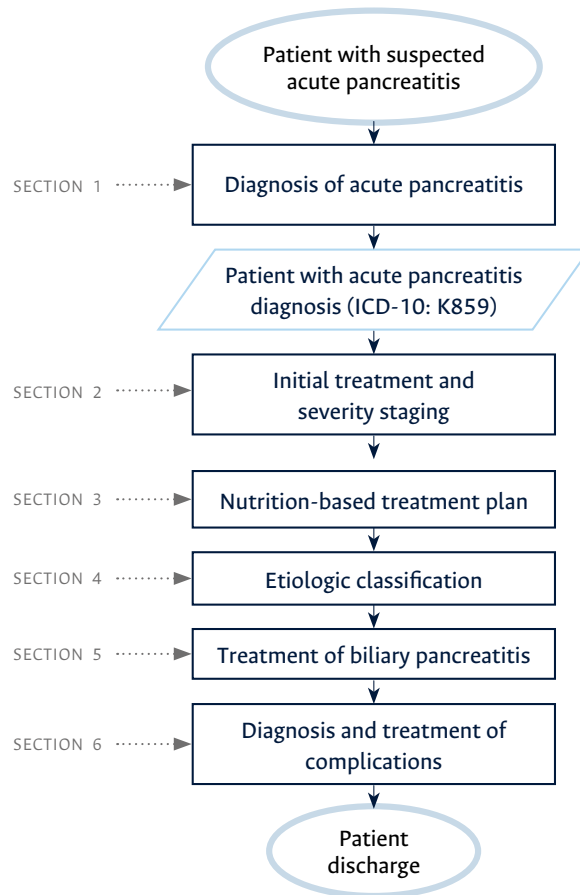 Patient with suspected
acute pancreatitis
SECTION 1
Diagnosis of acute pancreatitis
Patient with acute pancreatitis
diagnosis (ICD-10: K859)
SECTION 2
Initial treatment and
severity staging
SECTION 3
Nutrition-based treatment plan
SECTION 4
Etiologic classification
SECTION 5
Treatment of biliary pancreatitis
SECTION 6
Diagnosis and treatment of
complications
Patient
discharge